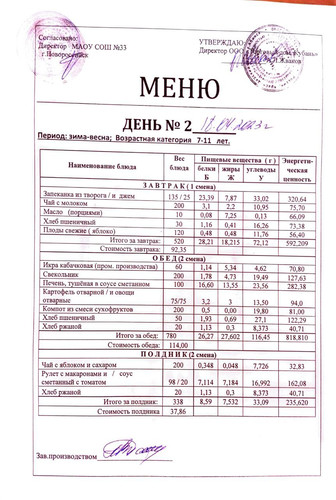 Согласовано:
Директор МАОУ СОШ №33
г.Новороссийск
УТВЕРЖДАЮ
Директор ООО
МЕНЮ
ДЕНЬ № 2 17.04.2023г
Период: зима-весна; Возрастная категория 7-11 лет.
Наименование блюда Вес блюда Пищевые вещества ( г ) Энергети-ческая ценность
белки Б жиры Ж углеводы У
З А В Т Р А К ( 1 смена)
Запеканка из творога / и джем 135 / 25 23,39 7,87 33,02 320,64
Чай с молоком 200 3,1 2,2 10,95 75,70
Масло (порциями) 10 0,08 7,25 0,13 66,09
Хлеб пшеничный 30 1,16 0,41 16,26 73,38
Плоды свежие ( яблоко) 120 0,48 0,48 11,76 56,40
Итого за завтрак: 520 28,21 18,215 72,12 592,209
Стоимость завтрака: 92,35
О Б Е Д (2 смена)
Икра кабачковая (пром. производства) 60 1,14 5,34 4,62 70,80
Свекольник 200 1,78 4,73 19,49 127,63
Печень, тушеная в соусе сметанном 100 16,60 13,55 23,56 282,38
Картофель отварной / и овощи
отварные 75/75 3,2 3 13,50 94,0
Компот из смеси сухофруктов 200 0,5 0,00 19,80 81,00
Хлеб пшеничный 50 1,93 0,69 27,1 122,29
Хлеб ржаной 20 1,13 0,3 8,373 40,71
Итого за обед: 780 26,27 27,602 116,45 818,810
Стоимость обеда: 114,00
П О Л Д Н И К (2 смена)
Чай с яблоком и сахаром 200 0,348 0,048 7,726 32,83
Рулет с макаронами и / соус
сметанный с томатом 98 / 20 7,114 7,184 16,992 162,08
Хлеб ржаной 20 1,13 0,3 8,373 40,71
Итого за полдник: 338 8,59 7,532 33,09 235,620
Стоимость полдника 37,86
Зав.производством